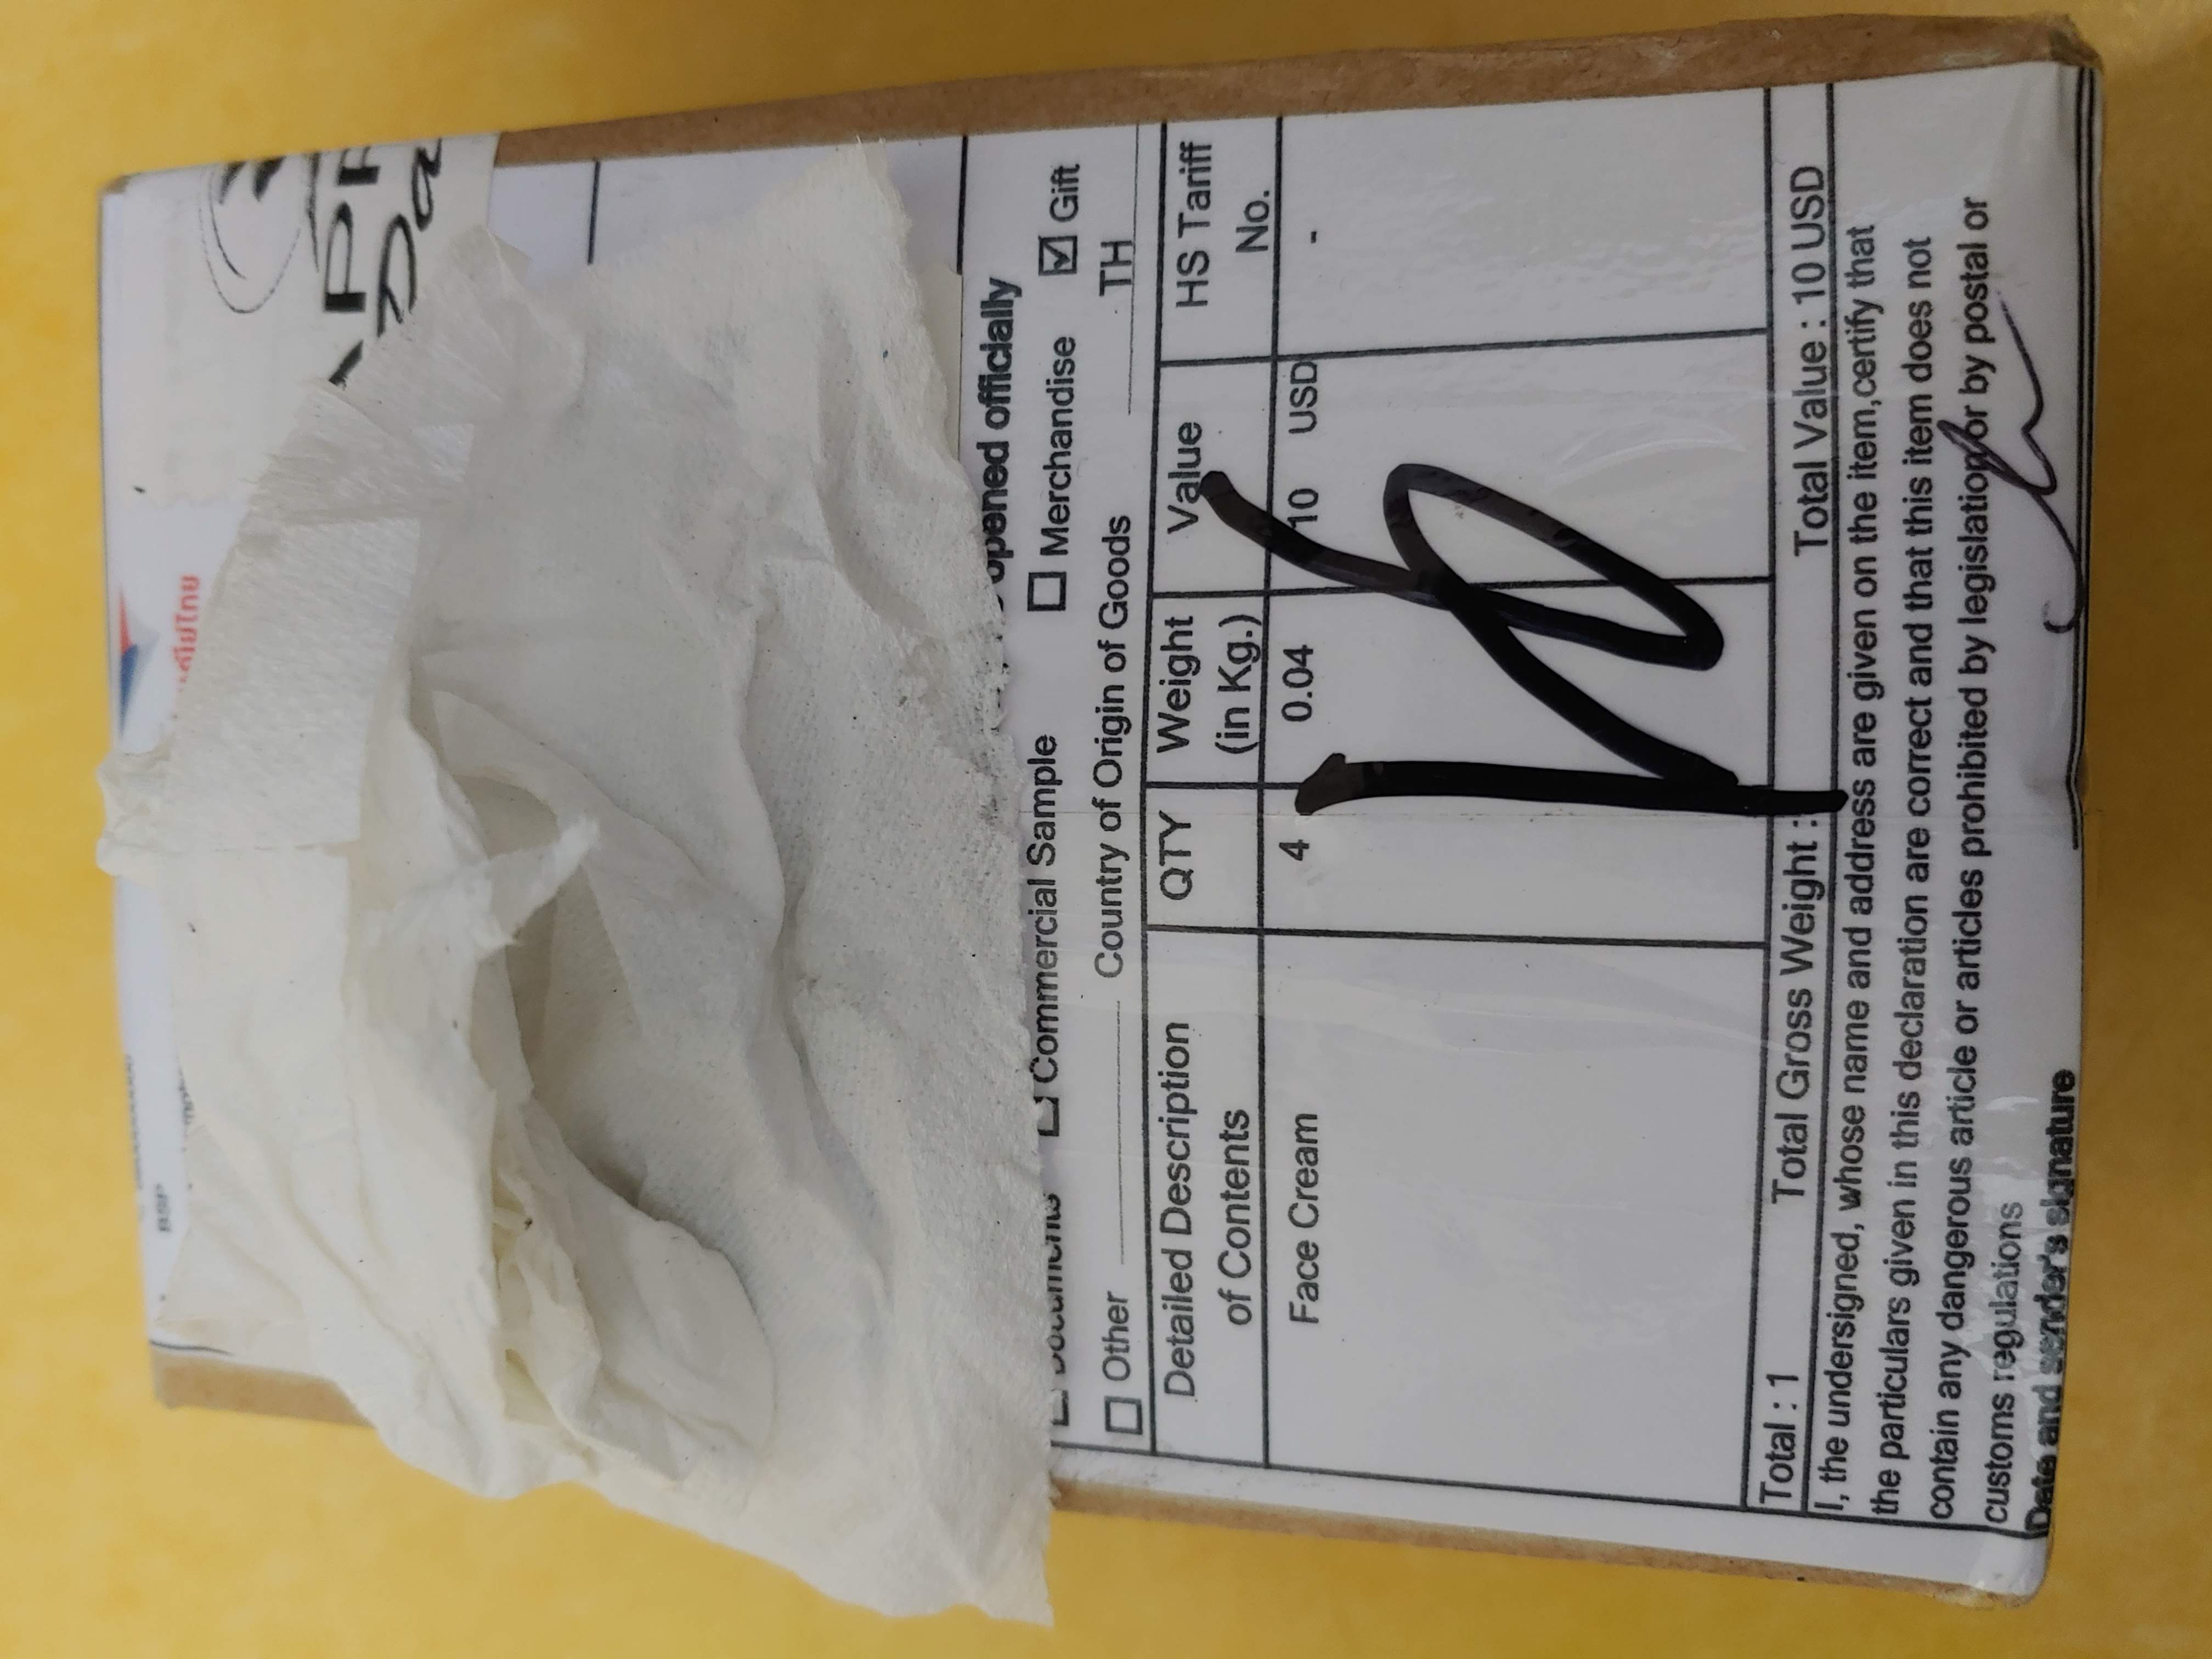 opened officially
Commercial Sample Merchandise Gift
Other Country of Origin of Goods TH
Detailed Description of Contents QTY Weight (in Kg.) Value HS Tariff No.
Face Cream 4 0.04 10 USD -
Total : 1 Total Gross Weight : Total Value : 10 USD
I, the undersigned, whose name and address are given on the item,certify that
the particulars given in this declaration are correct and that this item does not
contain any dangerous article or articles prohibited by legislation or by postal or
customs regulations
Date and sender's signature